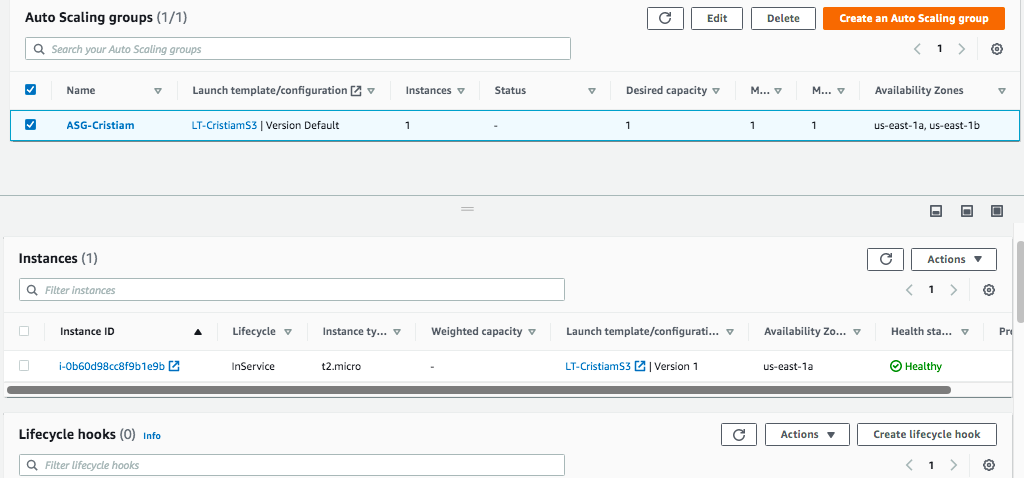 Auto Scaling groups (1/1)
Edit
Delete
Create an Auto Scaling group
Search your Auto Scaling groups
1
Name
Launch template/configuration
Instances
Status
Desired capacity
M...
M...
Availability Zones
ASG-Cristiam
LT-CristiamS3 | Version Default
1
-
1
1
1
us-east-1a, us-east-1b
Instances (1)
Actions
Filter instances
1
Instance ID
Lifecycle
Instance ty...
Weighted capacity
Launch template/configurati...
Availability Zo...
Health sta...
Pr
i-0b60d98cc8f9b1e9b
InService
t2.micro
-
LT-CristiamS3 | Version 1
us-east-1a
Healthy
Lifecycle hooks (0) Info
Actions
Create lifecycle hook
Filter lifecycle hooks
1